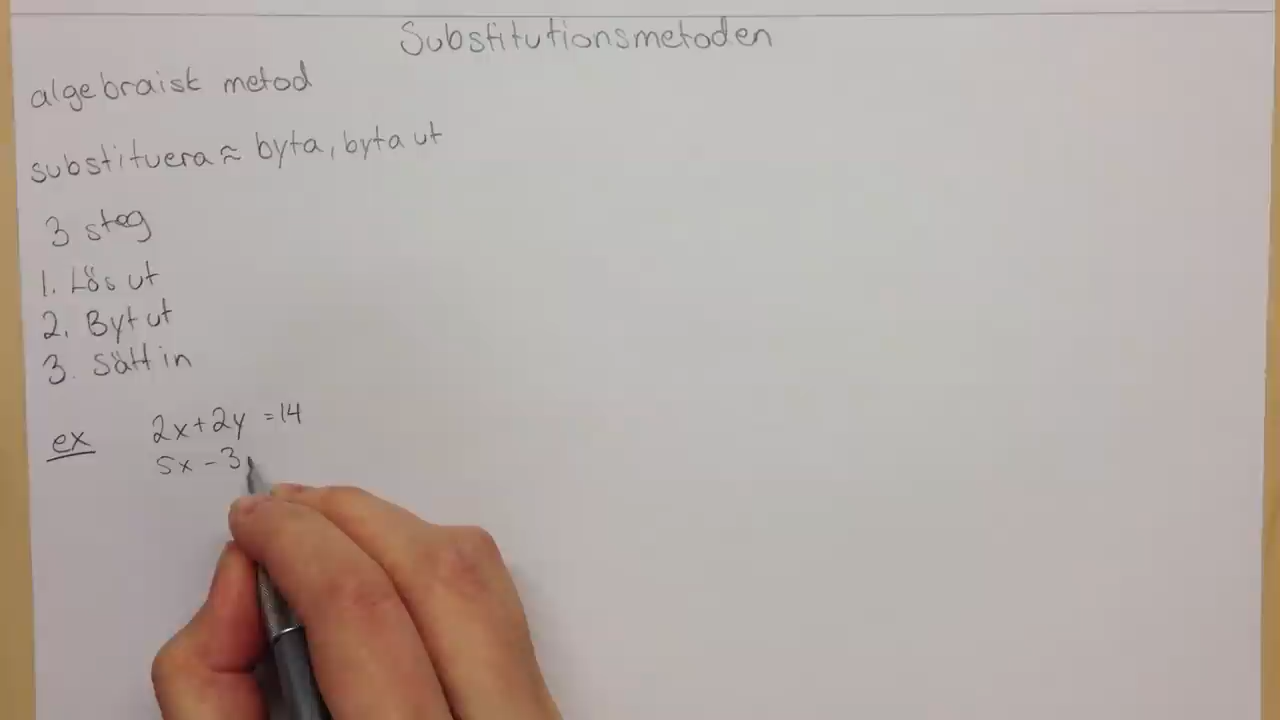 Substitutionsmetoden
algebraisk metod
substituera ≈ byta, byta ut
3 steg
1. Lös ut
2. Byt ut
3. Sätt in
ex 2x+2y =14
5x-3